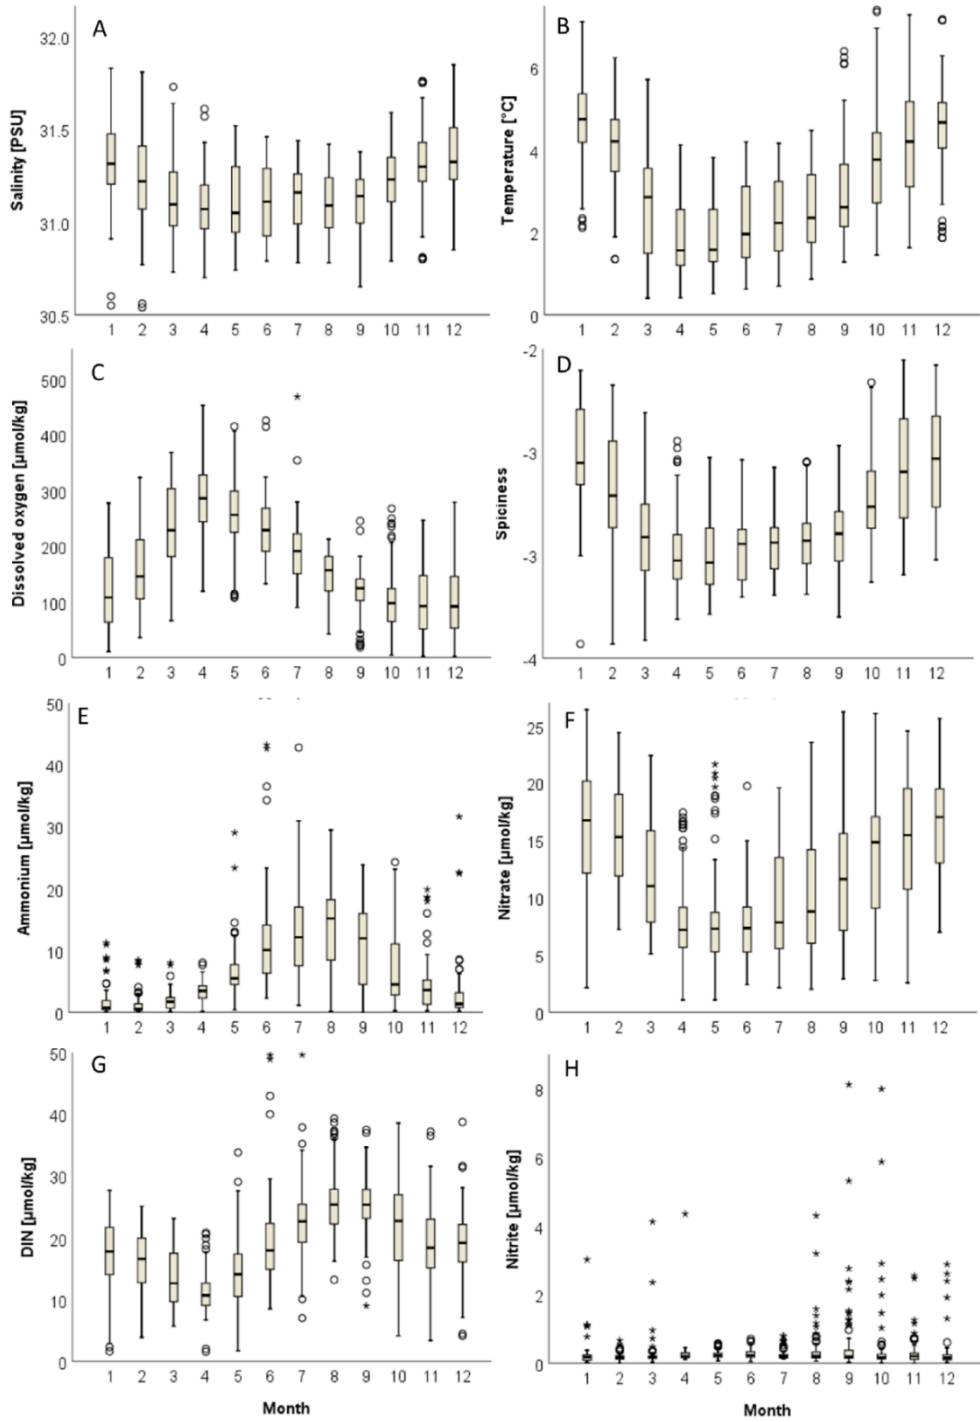 A
Salinity [PSU]
32.0
31.5
31.0
30.5
1 2 3 4 5 6 7 8 9 10 11 12
B
Temperature [°C]
6
4
2
0
1 2 3 4 5 6 7 8 9 10 11 12
C
Dissolved oxygen [µmol/kg]
500
400
300
200
100
0
1 2 3 4 5 6 7 8 9 10 11 12
D
Spiciness
-2
-3
-3
-4
1 2 3 4 5 6 7 8 9 10 11 12
E
Ammonium [µmol/kg]
50
40
30
20
10
0
1 2 3 4 5 6 7 8 9 10 11 12
F
Nitrate [µmol/kg]
25
20
15
10
5
0
1 2 3 4 5 6 7 8 9 10 11 12
G
DIN [µmol/kg]
50
40
30
20
10
0
1 2 3 4 5 6 7 8 9 10 11 12
Month
H
Nitrite [µmol/kg]
8
6
4
2
0
1 2 3 4 5 6 7 8 9 10 11 12
Month